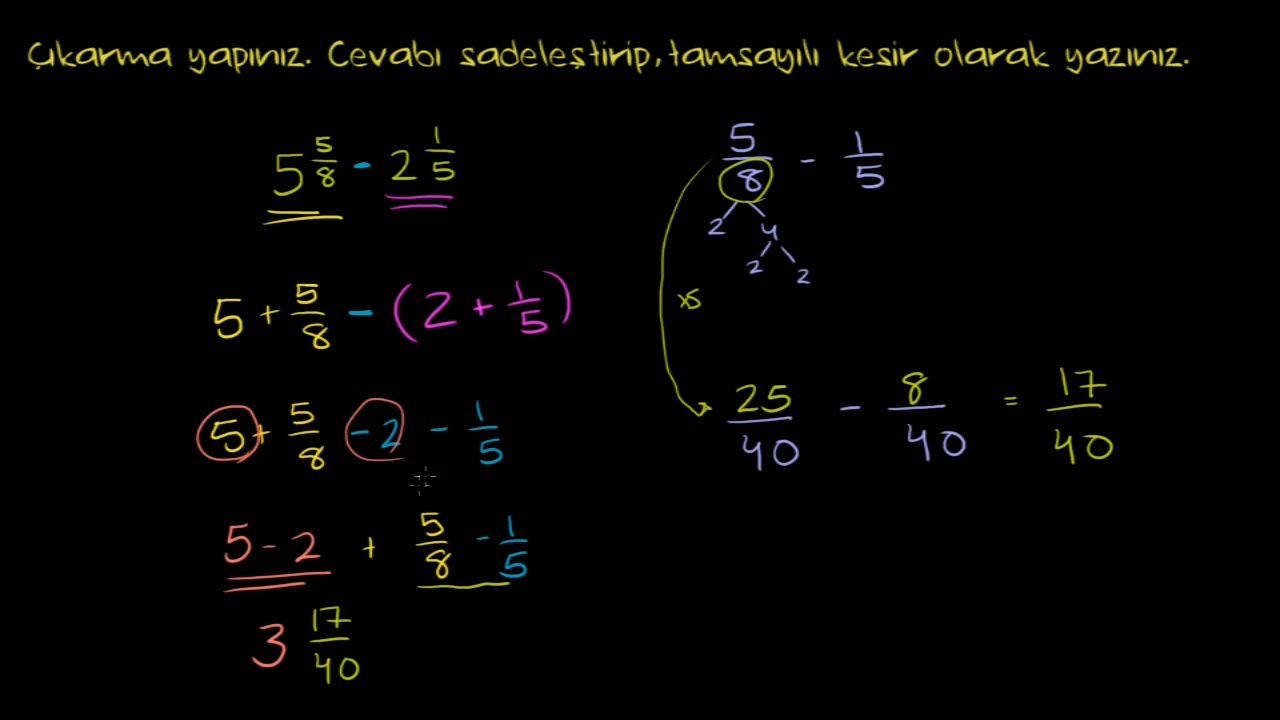 Çıkarma yapınız. Cevabı sadeleştirip, tamsayılı kesir olarak yazınız.
5 5/8 - 2 1/5
5 + 5/8 - (2 + 1/5)
5 + 5/8 - 2 - 1/5
5 - 2 + 5/8 - 1/5
3 17/40
5/8 - 1/5
2 4
2 2
x5
25/40 - 8/40 = 17/40